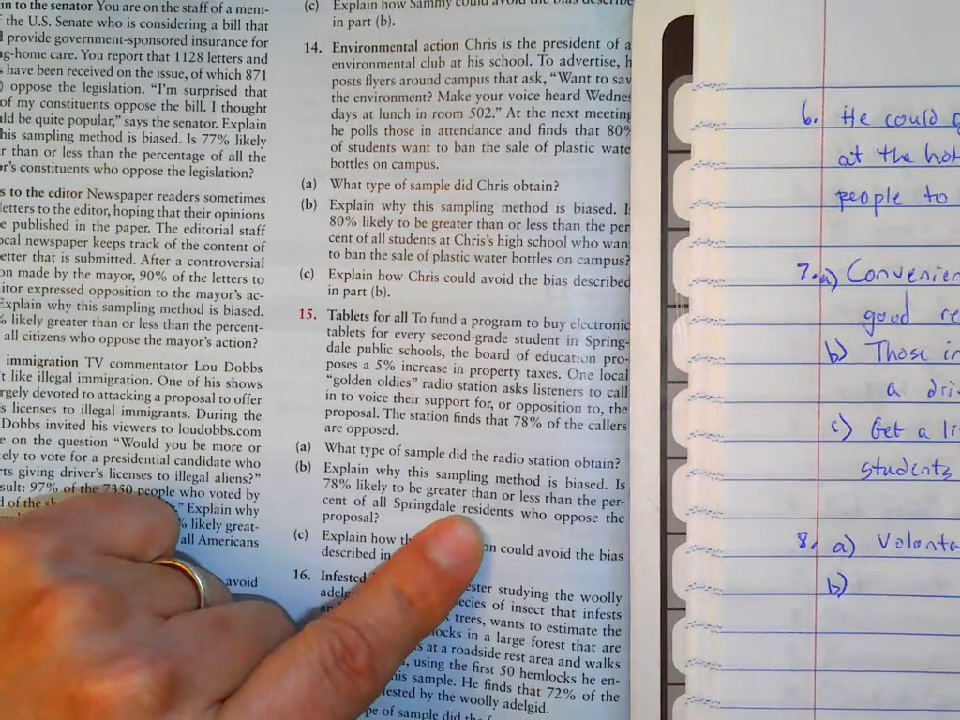 in to the senator You are on the staff of a mem-
the U.S. Senate who is considering a bill that
provide government-sponsored insurance for
g-home care. You report that 1128 letters and
have been received on the issue, of which 871
oppose the legislation. "I'm surprised that
of my constituents oppose the bill. I thought
ld be quite popular," says the senator. Explain
his sampling method is biased. Is 77% likely
r than or less than the percentage of all the
or's constituents who oppose the legislation?
s to the editor Newspaper readers sometimes
letters to the editor, hoping that their opinions
e published in the paper. The editorial staff
ocal newspaper keeps track of the content of
etter that is submitted. After a controversial
on made by the mayor, 90% of the letters to
itor expressed opposition to the mayor's ac-
Explain why this sampling method is biased.
% likely greater than or less than the percent-
all citizens who oppose the mayor's action?
immigration TV commentator Lou Dobbs
't like illegal immigration. One of his shows
rgely devoted to attacking a proposal to offer
s licenses to illegal immigrants. During the
Dobbs invited his viewers to loudobbs.com
e on the question "Would you be more or
ely to vote for a presidential candidate who
rts giving driver's licenses to illegal aliens?"
sult: 97% of the 7350 people who voted by
d of the " Explain why
% likely great-
all Americans
avoid
(c) Explain how Sammy could avoid the bias describe
in part (b).
14. Environmental action Chris is the president of a
environmental club at his school. To advertise, h
posts flyers around campus that ask, "Want to sav
the environment? Make your voice heard Wednes
days at lunch in room 502." At the next meeting
he polls those in attendance and finds that 80%
of students want to ban the sale of plastic wate
bottles on campus.
(a) What type of sample did Chris obtain?
(b) Explain why this sampling method is biased. I
80% likely to be greater than or less than the per
cent of all students at Chris's high school who wan
to ban the sale of plastic water bottles on campus?
(c) Explain how Chris could avoid the bias described
in part (b).
15. Tablets for all To fund a program to buy electronic
tablets for every second-grade student in Spring-
dale public schools, the board of education pro-
poses a 5% increase in property taxes. One local
"golden oldies" radio station asks listeners to call
in to voice their support for, or opposition to, the
proposal. The station finds that 78% of the callers
are opposed.
(a) What type of sample did the radio station obtain?
(b) Explain why this sampling method is biased. Is
78% likely to be greater than or less than the per-
cent of all Springdale residents who oppose the
proposal?
(c) Explain how th on could avoid the bias
described in
16. Infested ester studying the woolly
adelg ecies of insect that infests
trees, wants to estimate the
locks in a large forest that are
s at a roadside rest area and walks
, using the first 50 hemlocks he en-
his sample. He finds that 72% of the
fested by the woolly adelgid.
pe of sample did the f
6. He could
at the hot
people to
7. a) Convenien
good re
b) Those in
a dri
c) Get a li
students
8. a) Volunta
b)